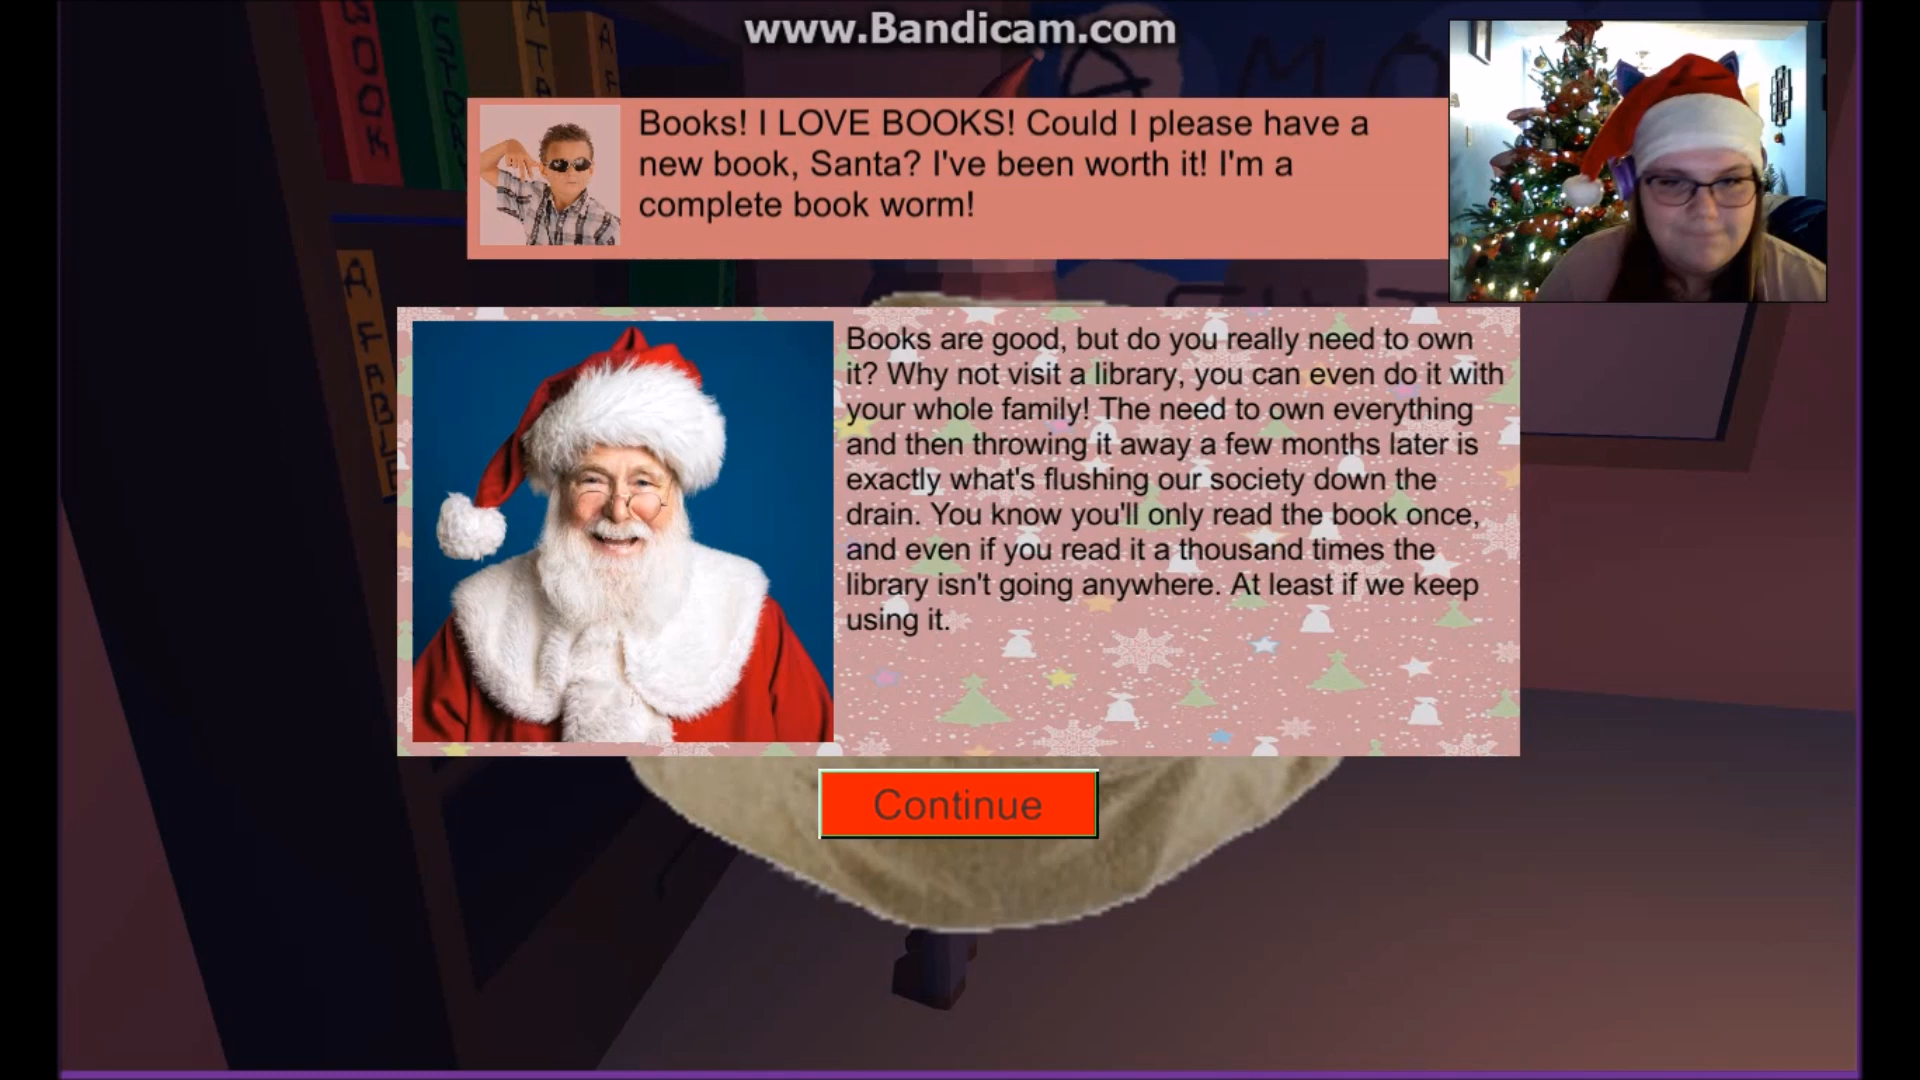 www.Bandicam.com
BOOK
STORY
A TA
A F
A MO
Books! I LOVE BOOKS! Could I please have a
new book, Santa? I've been worth it! I'm a
complete book worm!
A FABLE
Books are good, but do you really need to own
it? Why not visit a library, you can even do it with
your whole family! The need to own everything
and then throwing it away a few months later is
exactly what's flushing our society down the
drain. You know you'll only read the book once,
and even if you read it a thousand times the
library isn't going anywhere. At least if we keep
using it.
Continue